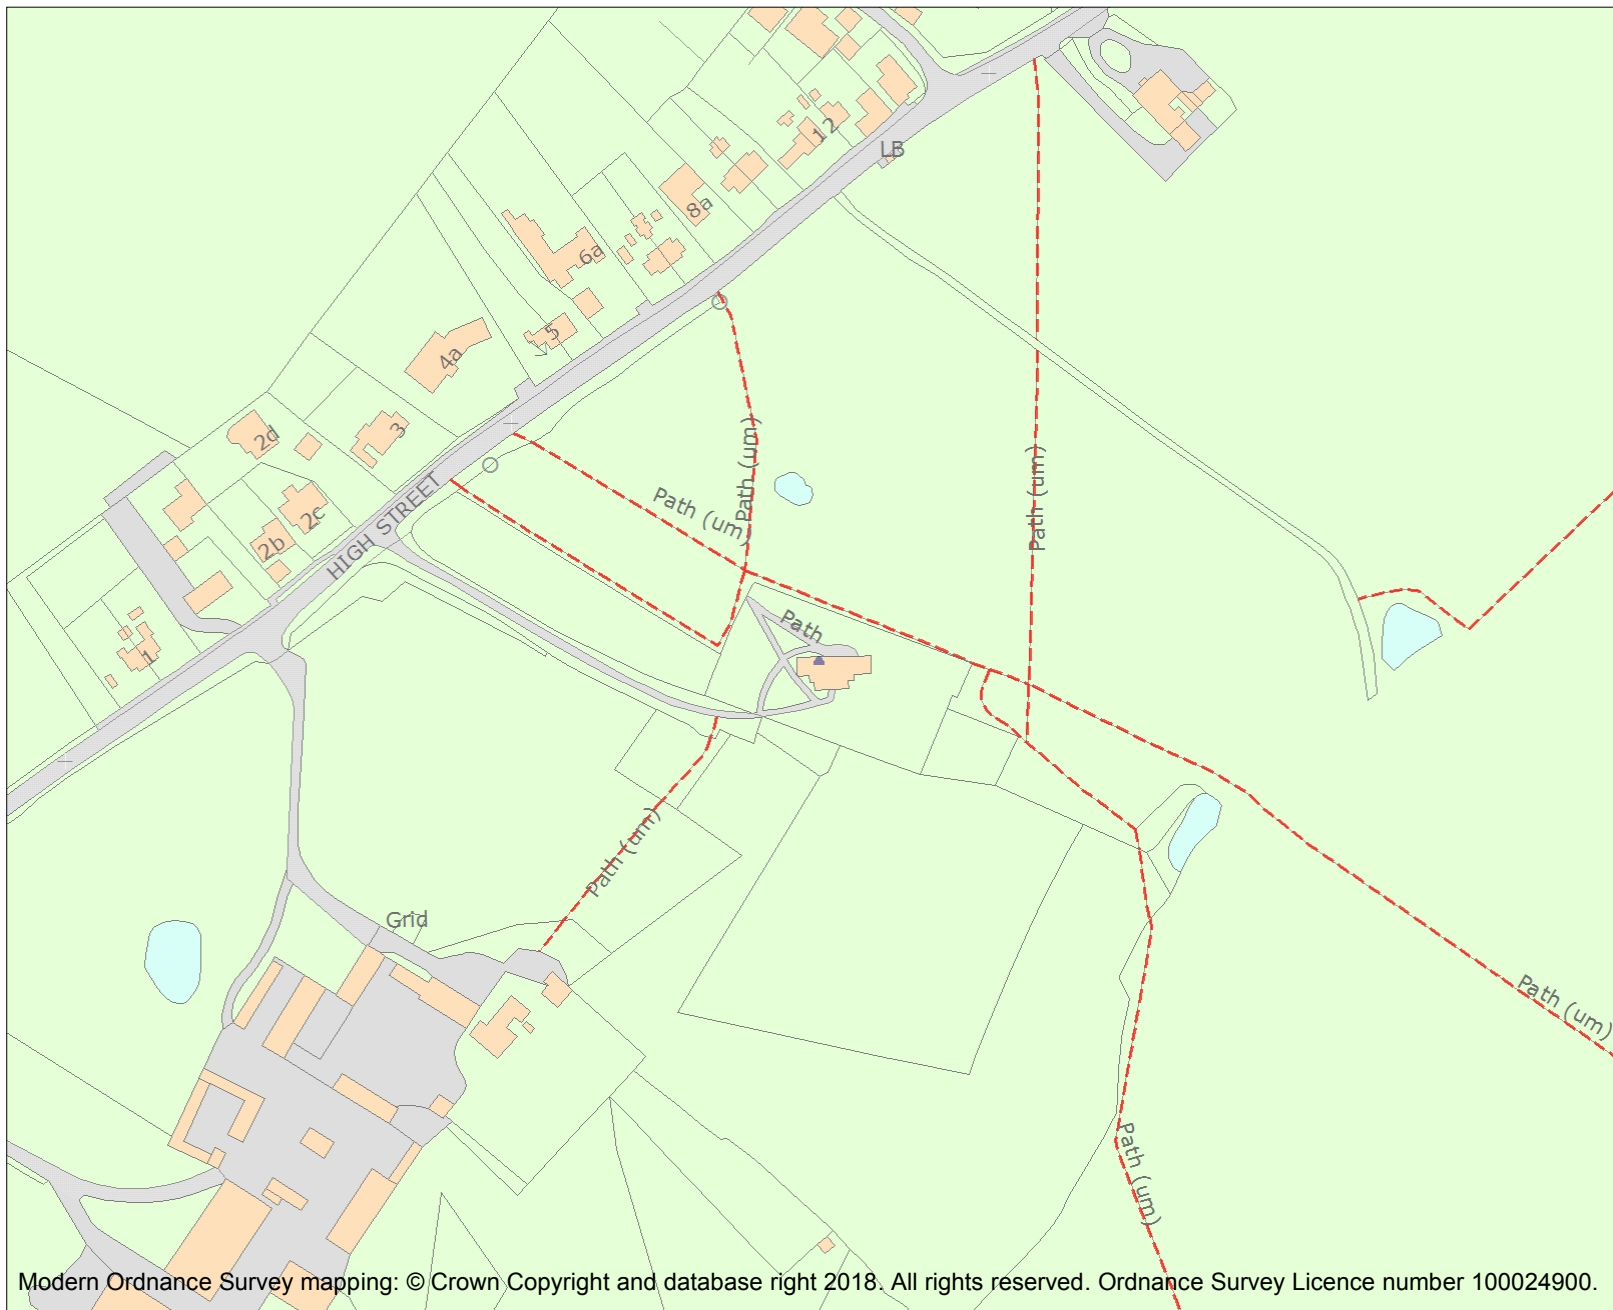 12
LB
8a
6a
5
4a
3
2d
2c
2b
HIGH STREET
1
Path (um)
Path (um)
Path (um)
Path
Path (um)
Grid
Path (um)
Path (um)
Modern Ordnance Survey mapping: © Crown Copyright and database right 2018. All rights reserved. Ordnance Survey Licence number 100024900.